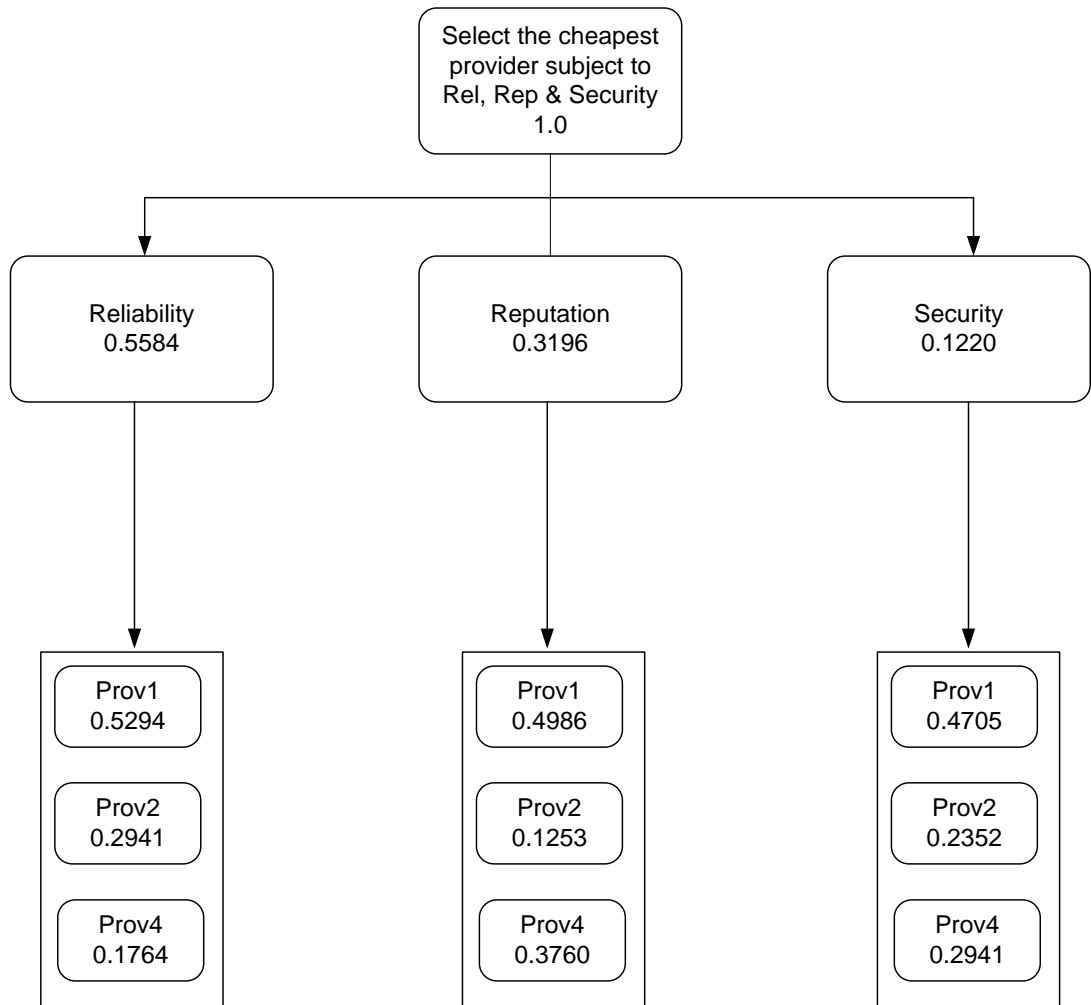 Select the cheapest
provider subject to
Rel, Rep & Security
1.0
Reliability
0.5584
Reputation
0.3196
Security
0.1220
Prov1
0.5294
Prov2
0.2941
Prov4
0.1764
Prov1
0.4986
Prov2
0.1253
Prov4
0.3760
Prov1
0.4705
Prov2
0.2352
Prov4
0.2941